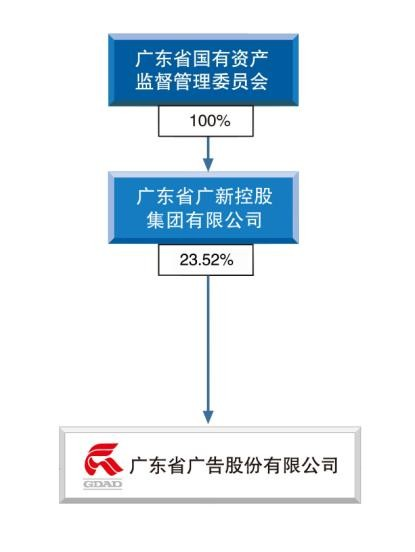 广东省国有资产
监督管理委员会
100%
广东省广新控股
集团有限公司
23.52%
广东省广告股份有限公司
GDAD